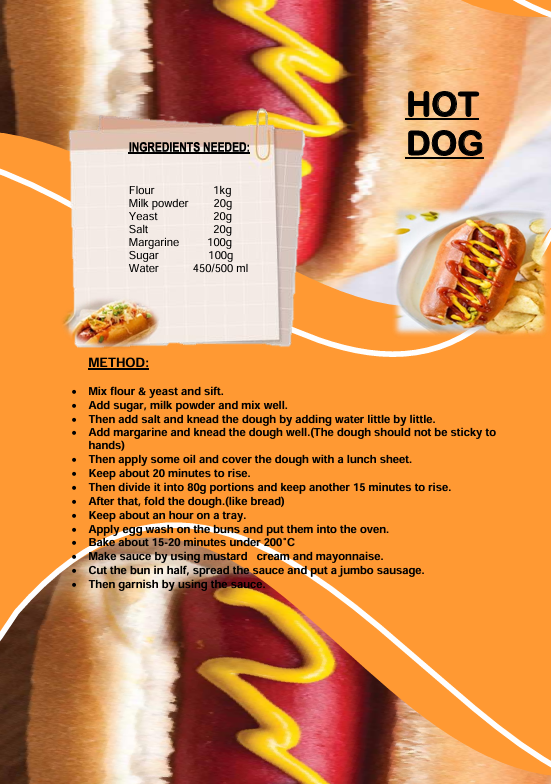 HOT
DOG
INGREDIENTS NEEDED:
Flour 1kg
Milk powder 20g
Yeast 20g
Salt 20g
Margarine 100g
Sugar 100g
Water 450/500 ml
METHOD:
• Mix flour & yeast and sift.
• Add sugar, milk powder and mix well.
• Then add salt and knead the dough by adding water little by little.
• Add margarine and knead the dough well.(The dough should not be sticky to
hands)
• Then apply some oil and cover the dough with a lunch sheet.
• Keep about 20 minutes to rise.
• Then divide it into 80g portions and keep another 15 minutes to rise.
• After that, fold the dough.(like bread)
• Keep about an hour on a tray.
• Apply egg wash on the buns and put them into the oven.
• Bake about 15-20 minutes under 200˚C
• Make sauce by using mustard cream and mayonnaise.
• Cut the bun in half, spread the sauce and put a jumbo sausage.
• Then garnish by using the sauce.